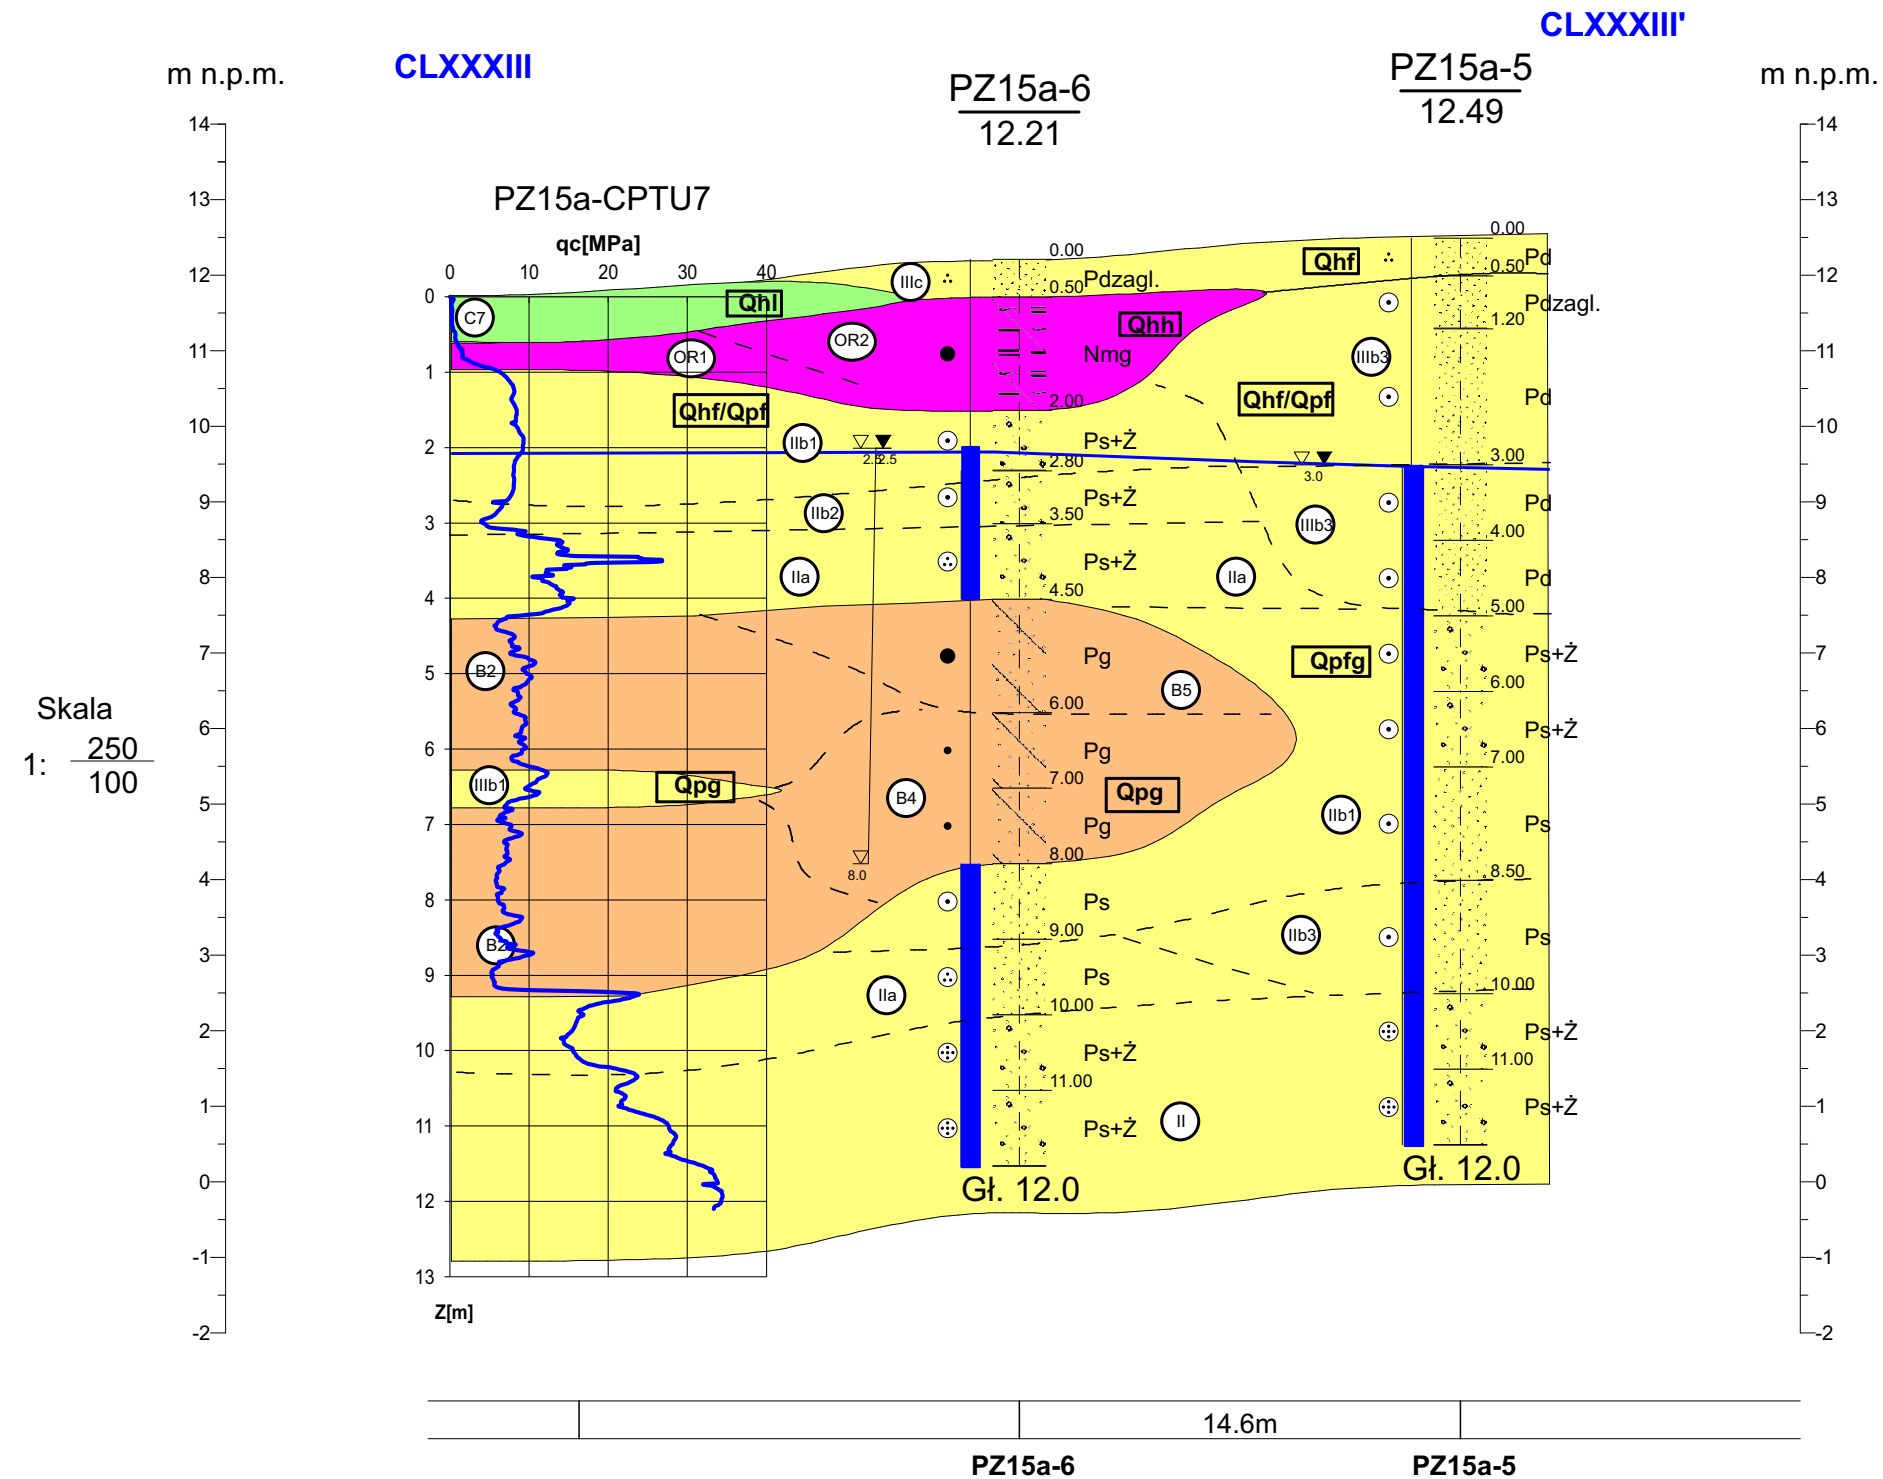 CLXXXIII'
m n.p.m.
CLXXXIII
PZ15a-6
12.21
PZ15a-5
12.49
m n.p.m.
14
13
12
11
10
9
8
7
6
5
4
3
2
1
0
-1
-2
Skala
1: 250
100
PZ15a-CPTU7
qc[MPa]
0 10 20 30 40
0
1
2
3
4
5
6
7
8
9
10
11
12
13
Z[m]
C7
Qhl
OR1
OR2
IIIc
Qhh
Qhf/Qpf
IIb1
2.5
2.5
IIb2
IIa
B2
IIIb1
Qpg
B4
8.0
B2
IIa
0.00
Pdzagl.
0.50
Nmg
2.00
Ps+Ż
2.80
Ps+Ż
3.50
Ps+Ż
4.50
Pg
6.00
Pg
7.00
Pg
8.00
Ps
9.00
Ps
10.00
Ps+Ż
11.00
Ps+Ż
Gł. 12.0
Qhf
IIIb3
Qhf/Qpf
3.0
IIIb3
IIa
Qpfg
B5
Qpg
IIb1
IIb3
II
0.00
Pd
0.50
Pdzagl.
1.20
Pd
3.00
Pd
4.00
Pd
5.00
Ps+Ż
6.00
Ps+Ż
7.00
Ps
8.50
Ps
10.00
Ps+Ż
11.00
Ps+Ż
Gł. 12.0
14
13
12
11
10
9
8
7
6
5
4
3
2
1
0
-1
-2
14.6m
PZ15a-6
PZ15a-5